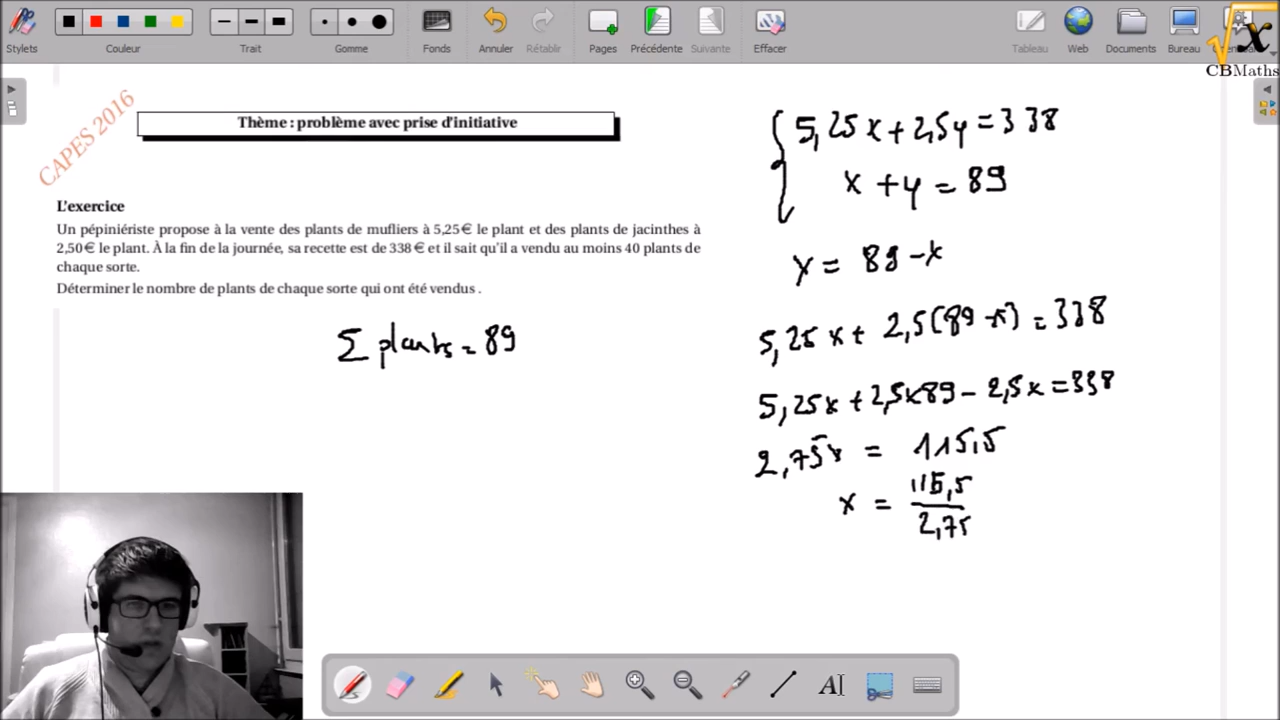 Stylets
Couleur
Trait
Gomme
Fonds
Annuler
Rétablir
Pages
Précédente
Suivante
Effacer
Tableau
Web
Documents
Bureau
CBMaths
CAPES 2016
Thème : problème avec prise d'initiative
L'exercice
Un pépiniériste propose à la vente des plants de mufliers à 5,25€ le plant et des plants de jacinthes à
2,50€ le plant. À la fin de la journée, sa recette est de 338€ et il sait qu'il a vendu au moins 40 plants de
chaque sorte.
Déterminer le nombre de plants de chaque sorte qui ont été vendus .
Σ plants = 89
5,25x + 2,5y = 338
x + y = 89
y = 89 - x
5,25x + 2,5(89 - x) = 338
5,25x + 2,5x89 - 2,5x = 338
2,75x = 115,5
x = 115,5
2,75
AI